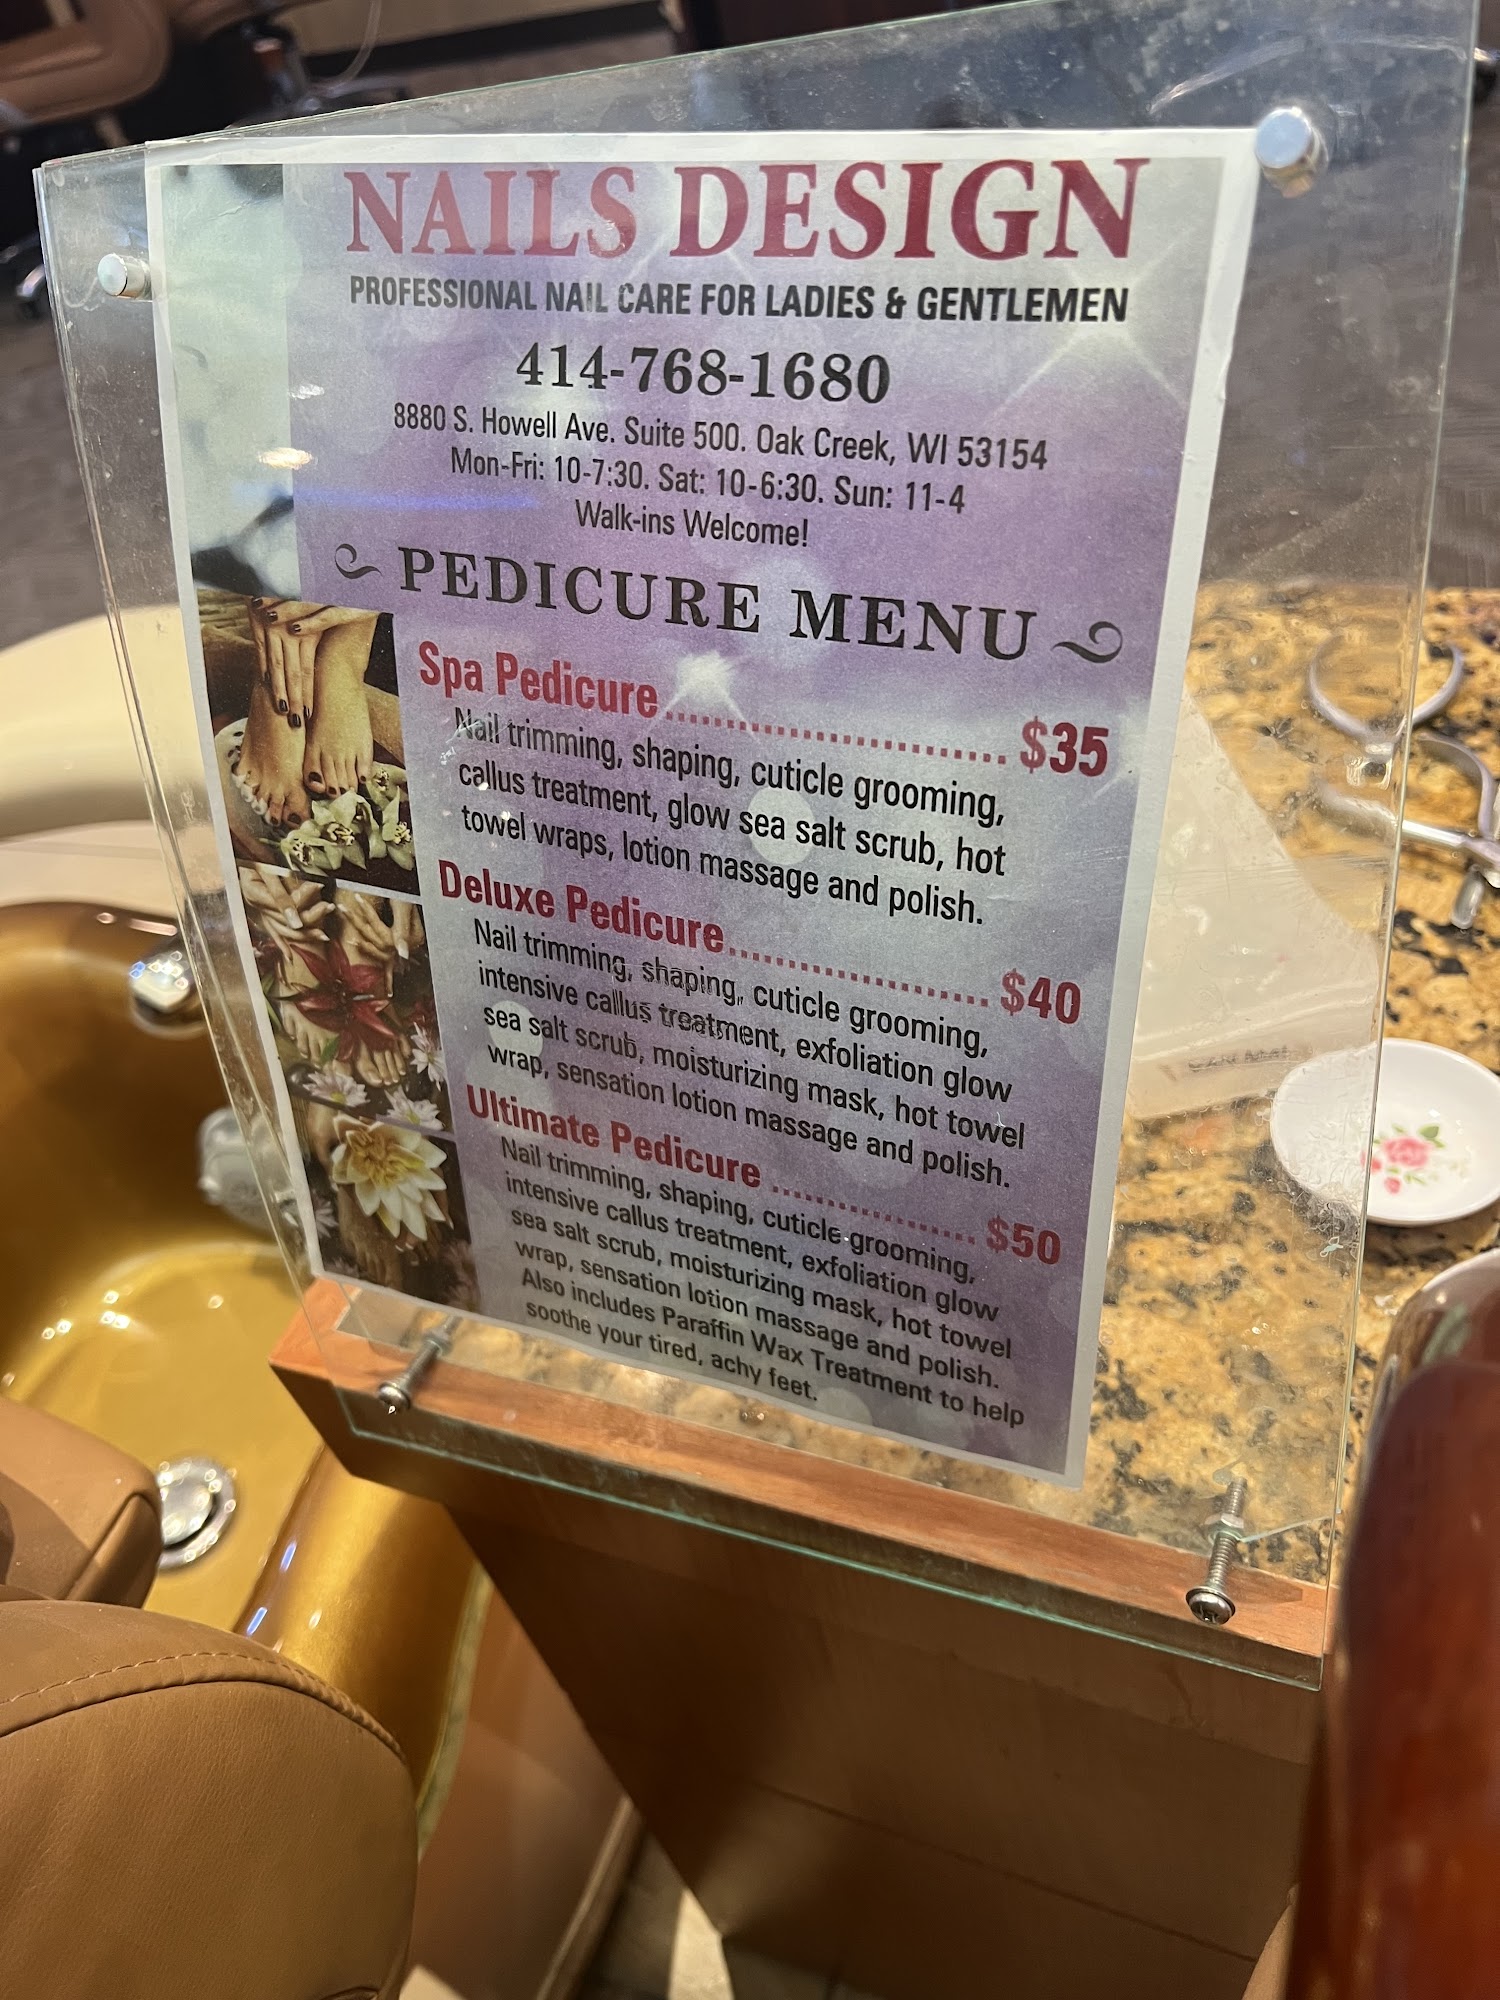 NAILS DESIGN
PROFESSIONAL NAIL CARE FOR LADIES & GENTLEMEN
414-768-1680
8880 S. Howell Ave. Suite 500. Oak Creek, WI 53154
Mon-Fri: 10-7:30. Sat: 10-6:30. Sun: 11-4
Walk-ins Welcome!
PEDICURE MENU
Spa Pedicure........................... $35
Nail trimming, shaping, cuticle grooming,
callus treatment, glow sea salt scrub, hot
towel wraps, lotion massage and polish.
Deluxe Pedicure..................... $40
Nail trimming, shaping, cuticle grooming,
intensive callus treatment, exfoliation glow
sea salt scrub, moisturizing mask, hot towel
wrap, sensation lotion massage and polish.
Ultimate Pedicure ................. $50
Nail trimming, shaping, cuticle grooming,
intensive callus treatment, exfoliation glow
sea salt scrub, moisturizing mask, hot towel
wrap, sensation lotion massage and polish.
Also includes Paraffin Wax Treatment to help
soothe your tired, achy feet.